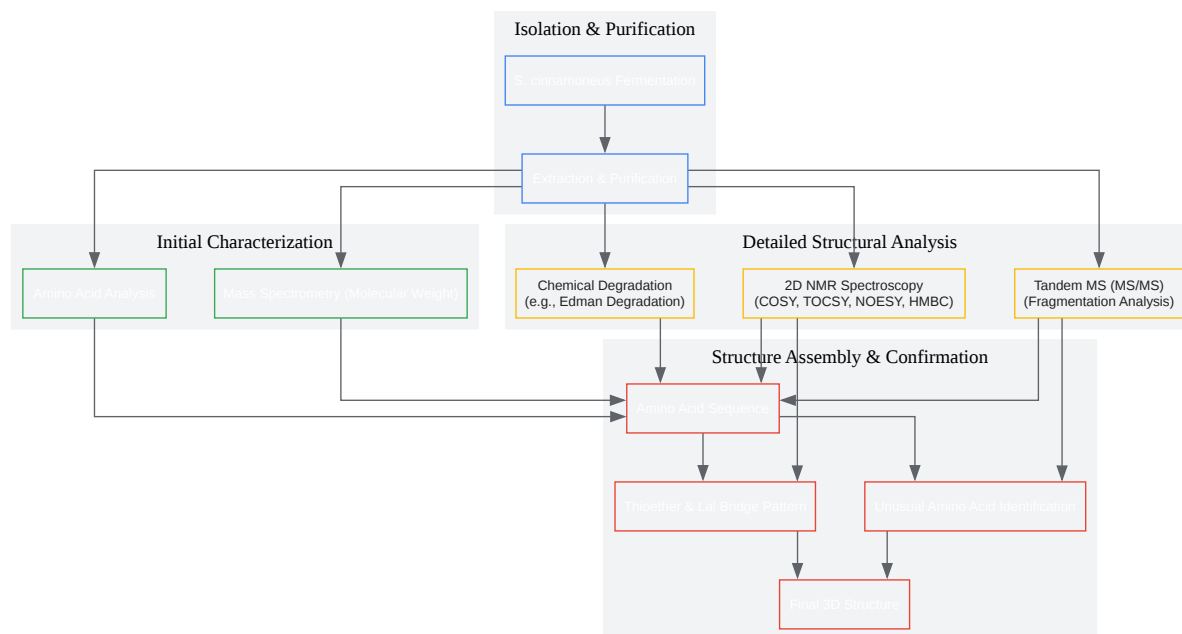 Isolation & Purification
S. cinnamoneus Fermentation
Extraction & Purification
Initial Characterization
Amino Acid Analysis
Mass Spectrometry (Molecular Weight)
Detailed Structural Analysis
Chemical Degradation
(e.g., Edman Degradation)
2D NMR Spectroscopy
(COSY, TOCSY, NOESY, HMBC)
Tandem MS (MS/MS)
(Fragmentation Analysis)
Structure Assembly & Confirmation
Amino Acid Sequence
Thioether & Lal Bridge Pattern
Unusual Amino Acid Identification
Final 3D Structure